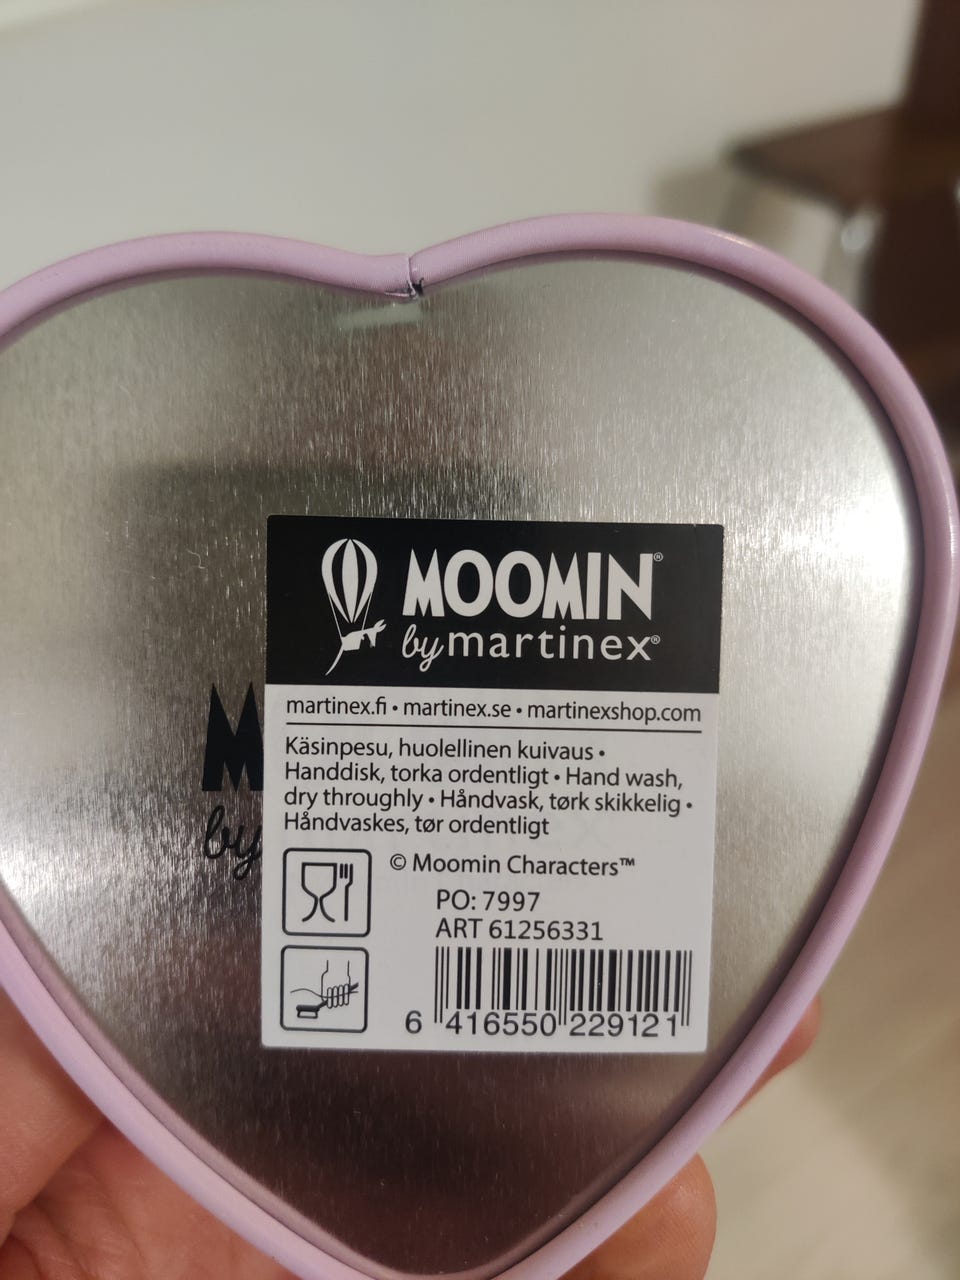 MOOMIN®
by martinex®
martinex.fi • martinex.se • martinexshop.com
Käsinpesu, huolellinen kuivaus •
Handdisk, torka ordentligt • Hand wash,
dry throughly • Håndvask, tørk skikkelig •
Håndvaskes, tør ordentligt
M
by
© Moomin Characters™
PO: 7997
ART 61256331
6 416550 229121